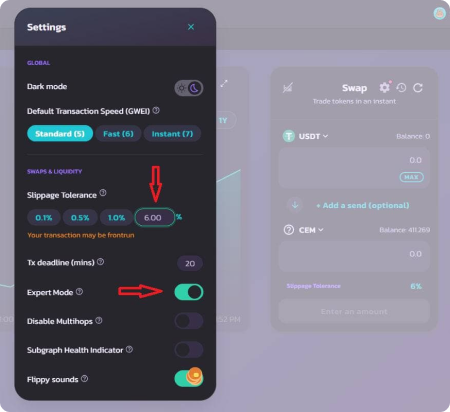 Settings
GLOBAL
Dark mode
Default Transaction Speed (GWEI)
Standard (5) Fast (6) Instant (7)
SWAPS & LIQUIDITY
Slippage Tolerance
0.1% 0.5% 1.0% 6.00 %
Your transaction may be frontrun
Tx deadline (mins) 20
Expert Mode
Disable Multihops
Subgraph Health Indicator
Flippy sounds
1Y
:52 PM
Swap
Trade tokens in an instant
USDT Balance: 0
0.0
MAX
+ Add a send (optional)
CEM Balance: 411.269
0.0
Slippage Tolerance 6%
Enter an amount